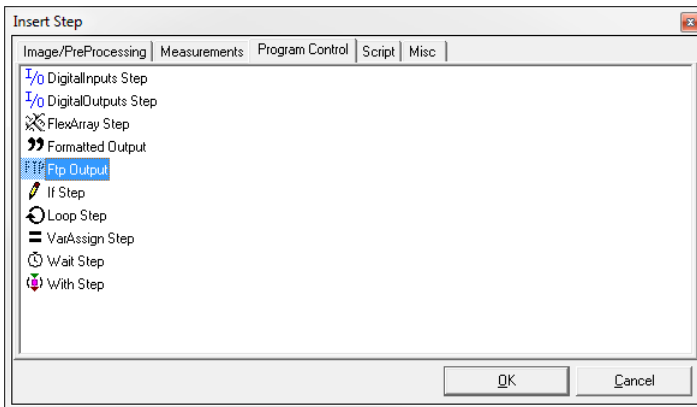 Insert Step
Image/PreProcessing Measurements Program Control Script Misc
I/O DigitalInputs Step
I/O DigitalOutputs Step
FlexArray Step
Formatted Output
FTP Ftp Output
If Step
Loop Step
VarAssign Step
Wait Step
With Step
OK Cancel